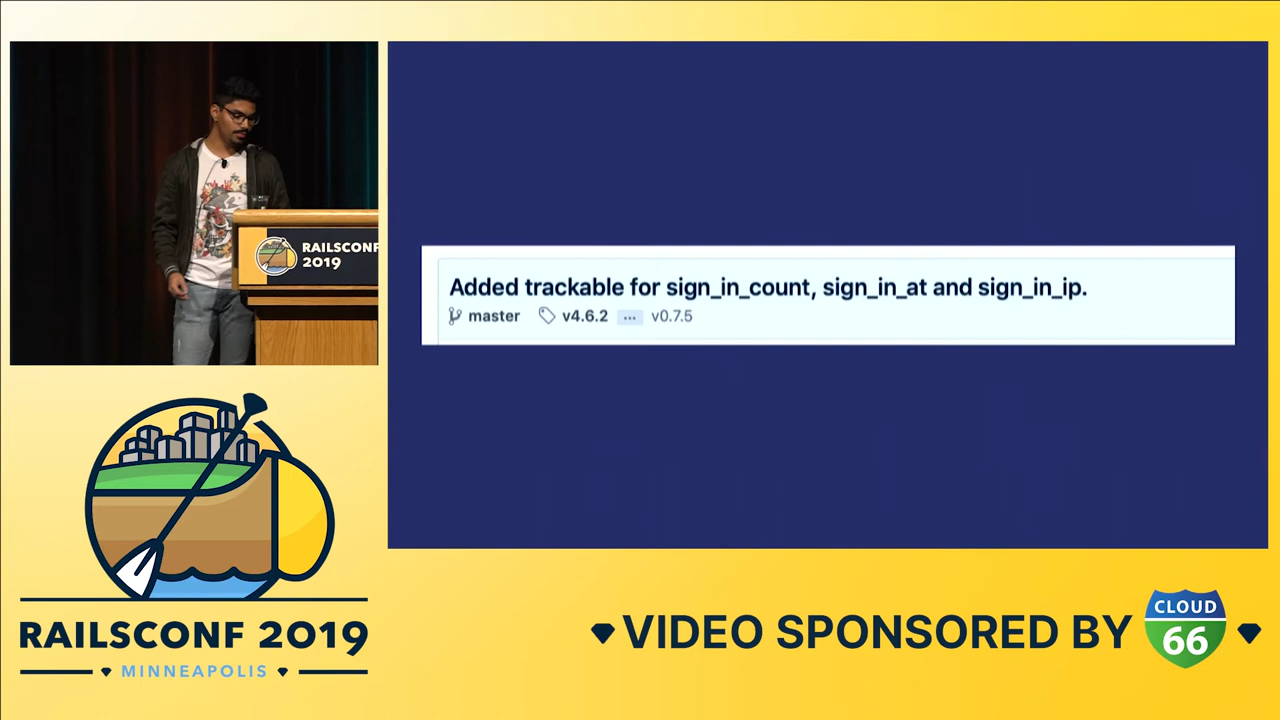 RAILSCONF
2019
Added trackable for sign_in_count, sign_in_at and sign_in_ip.
master v4.6.2 ... v0.7.5
RAILSCONF 2019
MINNEAPOLIS
VIDEO SPONSORED BY
CLOUD
66